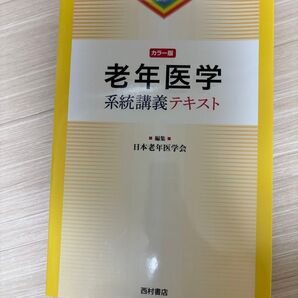 カラー版
老年医学
系統講義テキスト
編集
日本老年医学会
西村書店